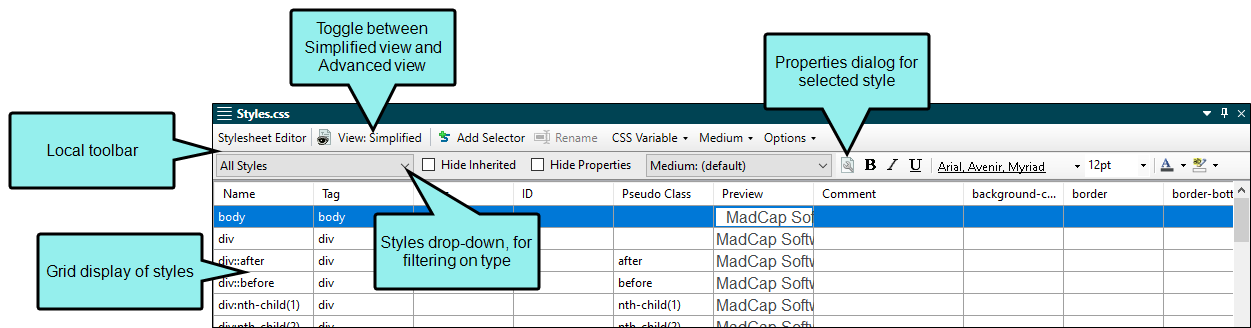 Toggle between
Simplified view and
Advanced view
Properties dialog for
selected style
Styles.css
Local toolbar
Stylesheet Editor View: Simplified Add Selector Rename CSS Variable Medium Options
All Styles Hide Inherited Hide Properties Medium: (default) B I U Arial, Avenir, Myriad 12pt A
Name Tag ID Pseudo Class Preview Comment background-c... border border-bott
body body MadCap Sof
div div MadCap Softw
Styles drop-down, for
filtering on type
Grid display of styles
div::after div after MadCap Softw
div::before div before MadCap Softw
div:nth-child(1) div nth-child(1) MadCap Softw
div:nth-child(2) div nth-child(2) MadCap Softw